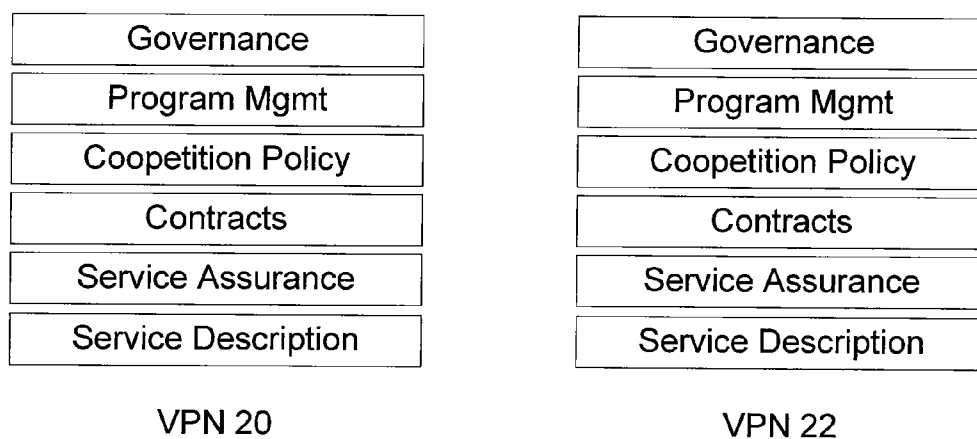 Governance
Program Mgmt
Coopetition Policy
Contracts
Service Assurance
Service Description
VPN 20
Governance
Program Mgmt
Coopetition Policy
Contracts
Service Assurance
Service Description
VPN 22